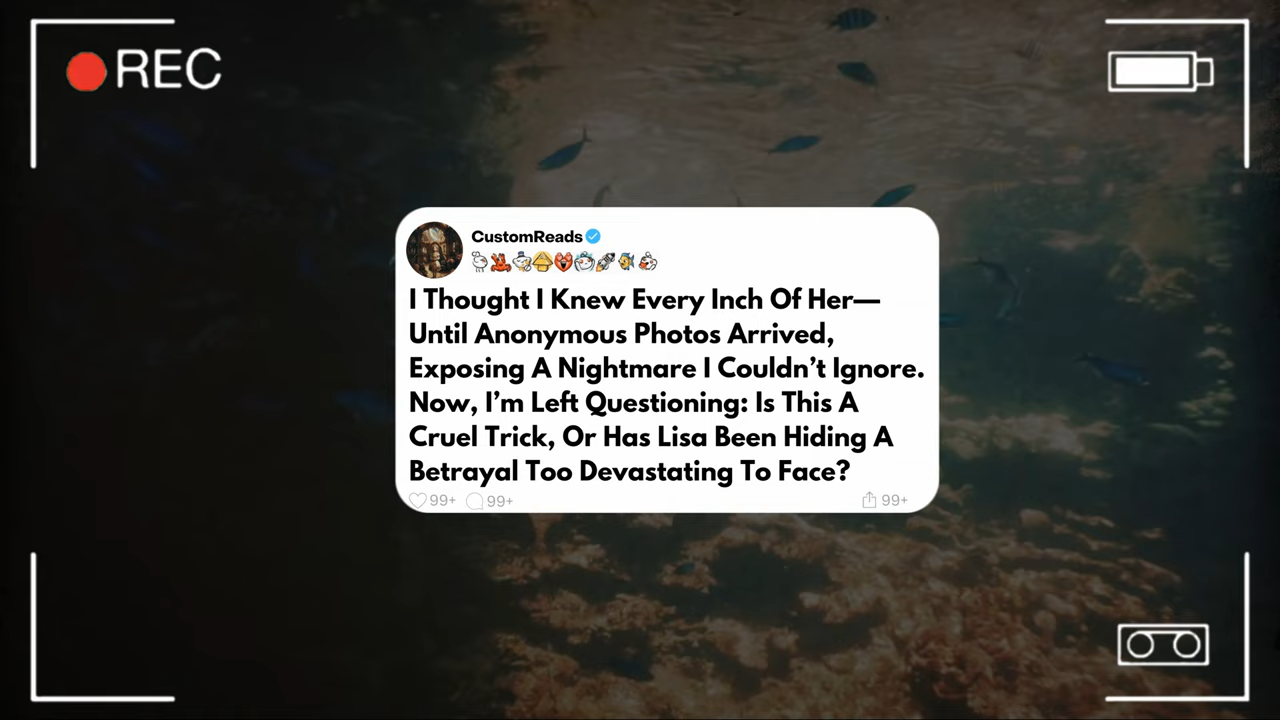 REC
CustomReads
I Thought I Knew Every Inch Of Her—
Until Anonymous Photos Arrived,
Exposing A Nightmare I Couldn’t Ignore.
Now, I’m Left Questioning: Is This A
Cruel Trick, Or Has Lisa Been Hiding A
Betrayal Too Devastating To Face?
99+ 99+ 99+